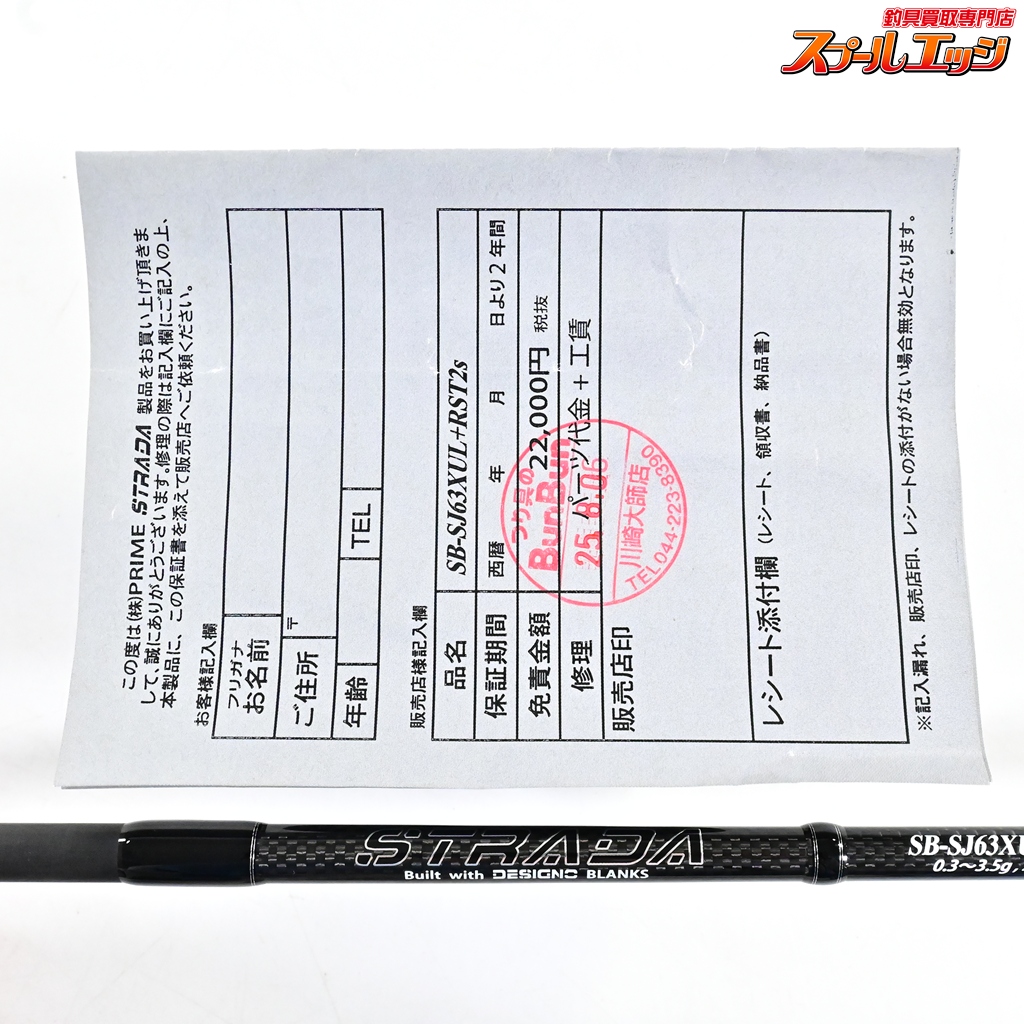 釣具買取専門店
スプールエッジ
この度は(株)PRIME STRADA 製品をお買い上げ頂きま
して、誠にありがとうございます。修理の際は記入欄にご記入の上、
本製品に、この保証書を添えて販売店へご依頼ください。
お客様記入欄
フリガナ
お名前
ご住所
〒
年齢
TEL
販売店様記入欄
品名
SB-SJ63XUL+RST2s
保証期間
西暦 年 月 日より2年間
免責金額
22,000円 税抜
修理
パーツ代金+工賃
販売店印
つり具の
BunBun
25.8.06
川崎大師店
TEL044-223-8390
レシート添付欄(レシート、領収書、納品書)
※記入漏れ、販売店印、レシートの添付がない場合無効となります。
STRADA
Built with DESIGNO BLANKS
SB-SJ63XU
0.3~3.5g,